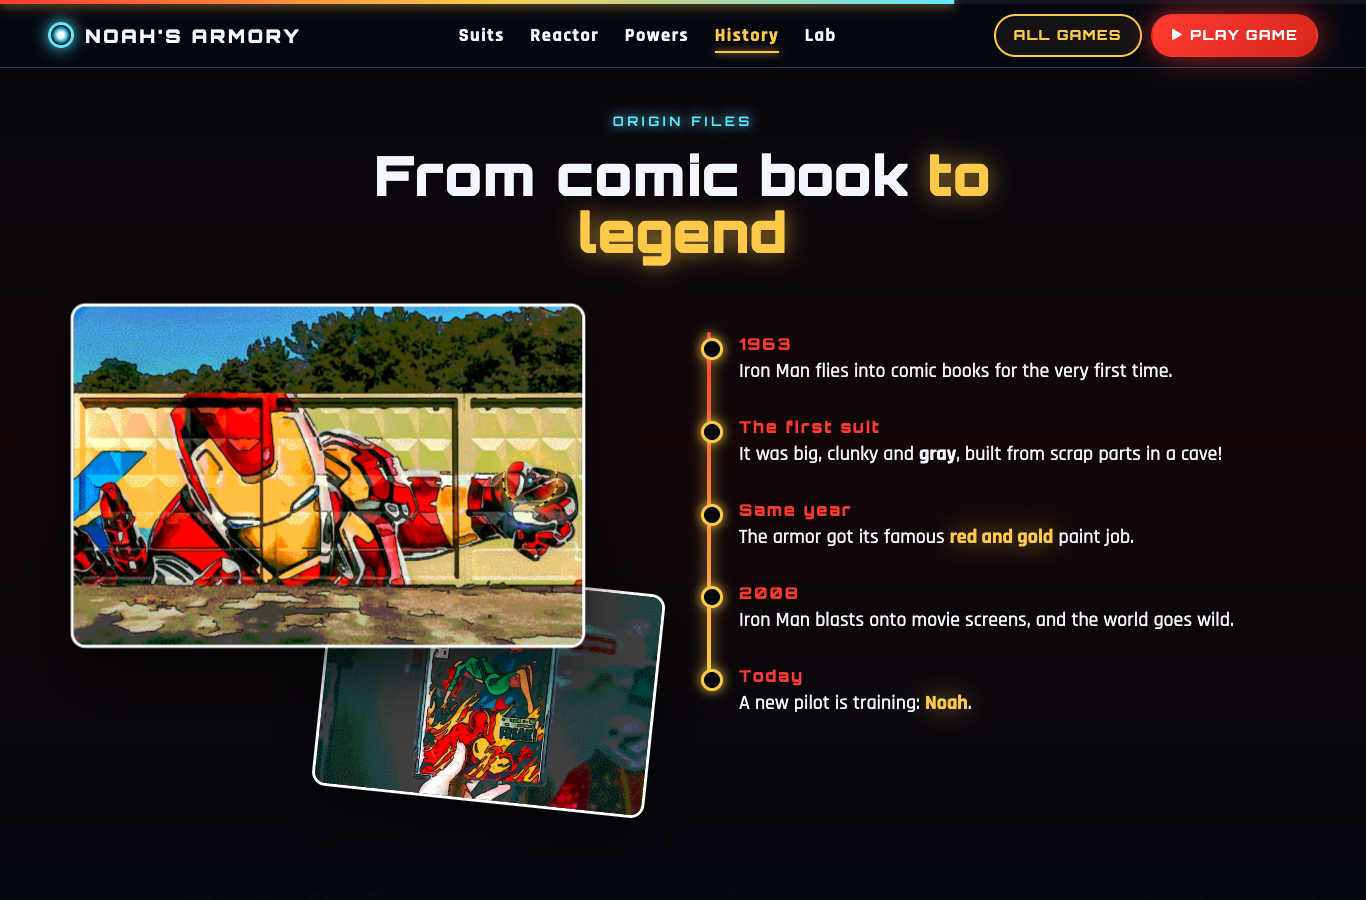 NOAH'S ARMORY
Suits Reactor Powers History Lab
ALL GAMES
▶ PLAY GAME
ORIGIN FILES
From comic book to
legend
1963
Iron Man flies into comic books for the very first time.
The first suit
It was big, clunky and gray, built from scrap parts in a cave!
Same year
The armor got its famous red and gold paint job.
2008
Iron Man blasts onto movie screens, and the world goes wild.
Today
A new pilot is training: Noah.